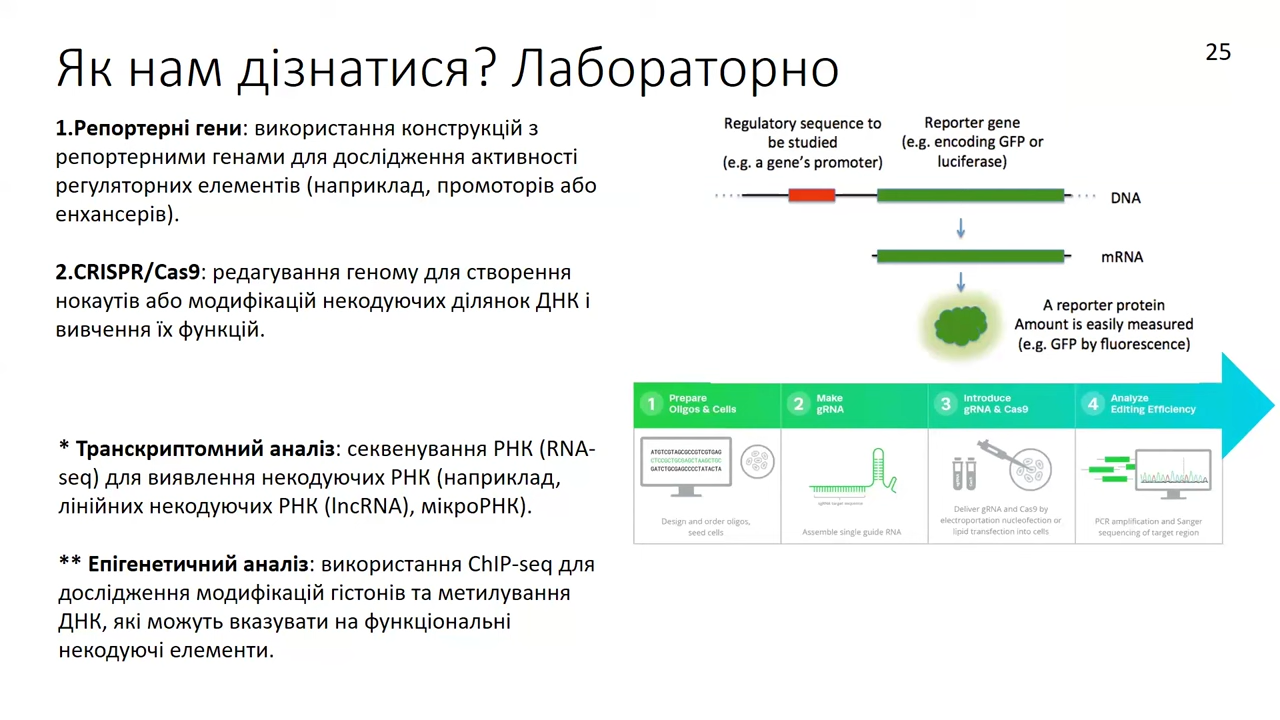 Як нам дізнатися? Лабораторно
25
1.Репортерні гени: використання конструкцій з
репортерними генами для дослідження активності
регуляторних елементів (наприклад, промоторів або
енхансерів).
2.CRISPR/Cas9: редагування геному для створення
нокаутів або модифікацій некодуючих ділянок ДНК і
вивчення їх функцій.
* Транскриптомний аналіз: секвенування РНК (RNA-
seq) для виявлення некодуючих РНК (наприклад,
лінійних некодуючих РНК (lncRNA), мікроРНК).
** Епігенетичний аналіз: використання ChIP-seq для
дослідження модифікацій гістонів та метилування
ДНК, які можуть вказувати на функціональні
некодуючі елементи.
Regulatory sequence to
be studied
(e.g. a gene's promoter)
Reporter gene
(e.g. encoding GFP or
luciferase)
DNA
mRNA
A reporter protein
Amount is easily measured
(e.g. GFP by fluorescence)
1 Prepare
Oligos & Cells
ATGTCGTAGCGCCGTCGTGAG
CTCCGCTGCGAGCTAAGCTGC
GATCTGCGAGCCCCTATACTA
Design and order oligos,
seed cells
2 Make
gRNA
sgRNA target response
Assemble single guide RNA
3 Introduce
gRNA & Cas9
Deliver gRNA and Cas9 by
electroportation nucleofection or
lipid transfection into cells
4 Analyze
Editing Efficiency
PCR amplification and Sanger
sequencing of target region